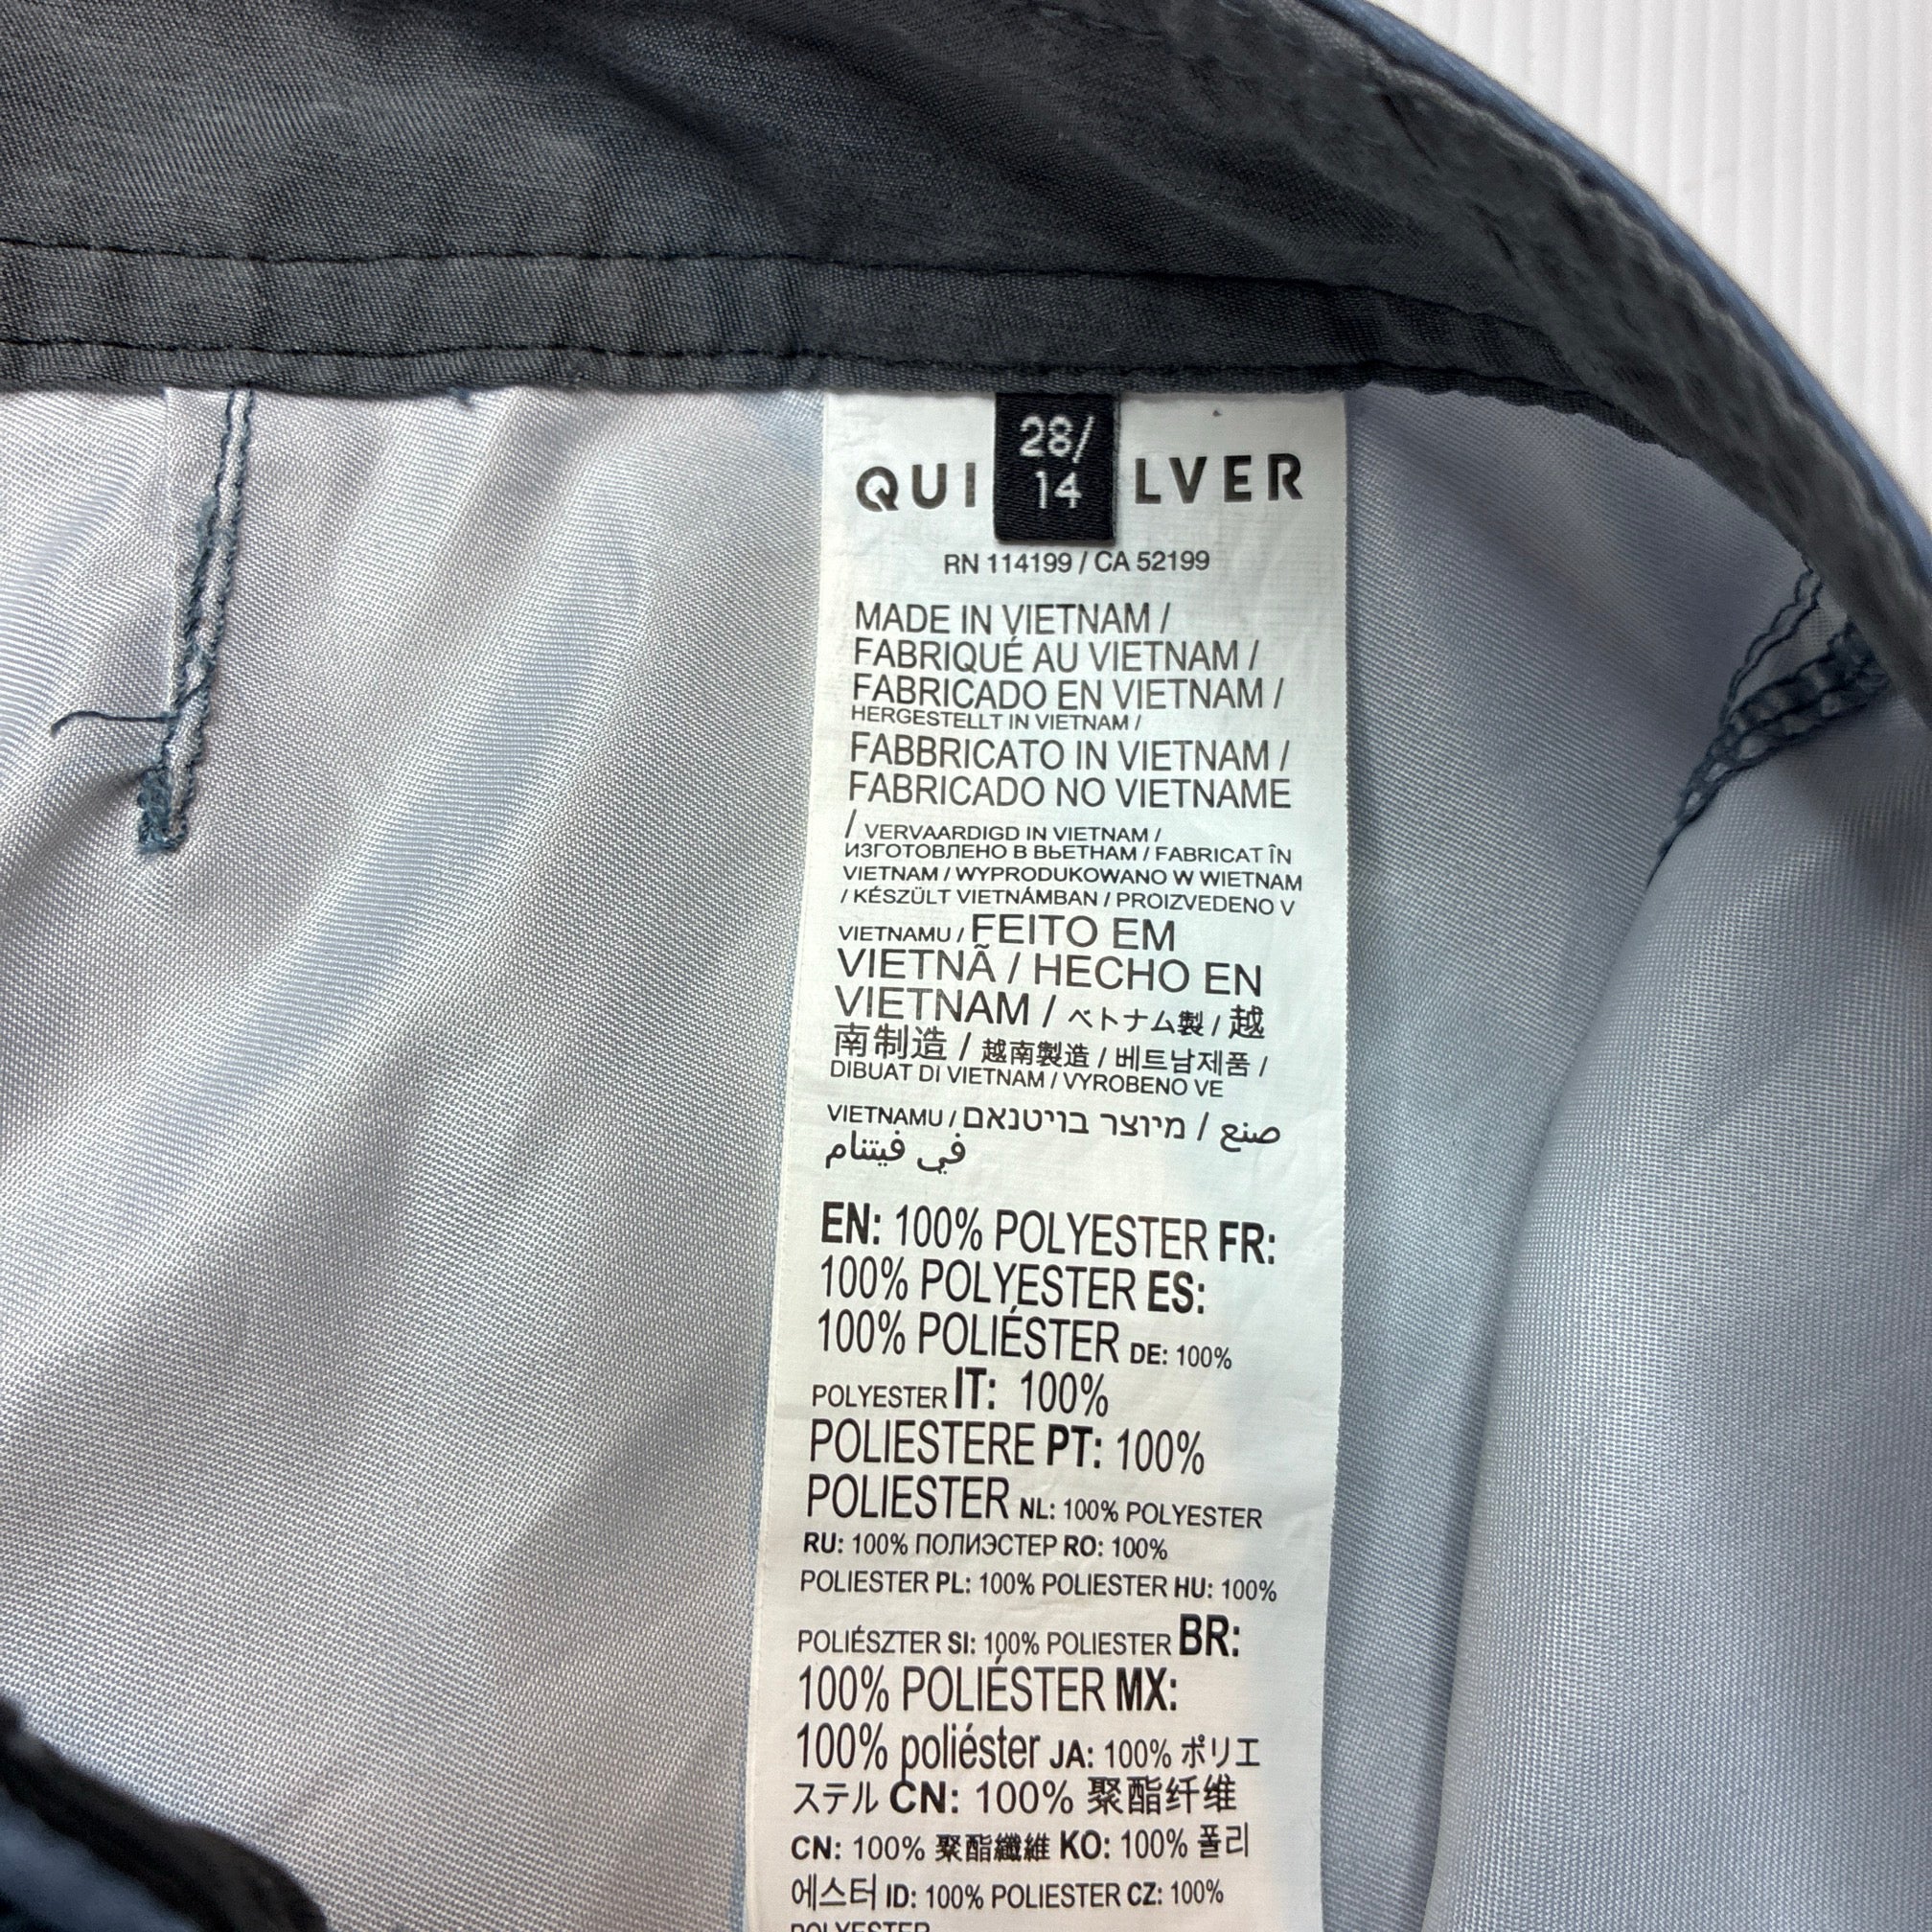 28/
14
QUI LVER
RN 114199 / CA 52199
MADE IN VIETNAM /
FABRIQUÉ AU VIETNAM /
FABRICADO EN VIETNAM /
HERGESTELLT IN VIETNAM /
FABBRICATO IN VIETNAM /
FABRICADO NO VIETNAME
/ VERVAARDIGD IN VIETNAM /
ИЗГОТОВЛЕНО В ВЬЕТНАМ / FABRICAT ÎN
VIETNAM / WYPRODUKOWANO W WIETNAM
/ KÉSZÜLT VIETNÁMBAN / PROIZVEDENO V
VIETNAMU / FEITO EM
VIETNÃ / HECHO EN
VIETNAM / ベトナム製 / 越
南制造 / 越南製造 / 베트남제품 /
DIBUAT DI VIETNAM / VYROBENO VE
VIETNAMU / מיוצר בויטנאם / صنع
في فيتنام
EN: 100% POLYESTER FR:
100% POLYESTER ES:
100% POLIÉSTER DE: 100%
POLYESTER IT: 100%
POLIESTERE PT: 100%
POLIESTER NL: 100% POLYESTER
RU: 100% ПОЛИЭСТЕР RO: 100%
POLIESTER PL: 100% POLIESTER HU: 100%
POLIÉSZTER SI: 100% POLIESTER BR:
100% POLIÉSTER MX:
100% poliéster JA: 100% ポリエ
ステル CN: 100% 聚酯纤维
CN: 100% 聚酯纖維 KO: 100% 폴리
에스터 ID: 100% POLIESTER CZ: 100%
POLYESTER